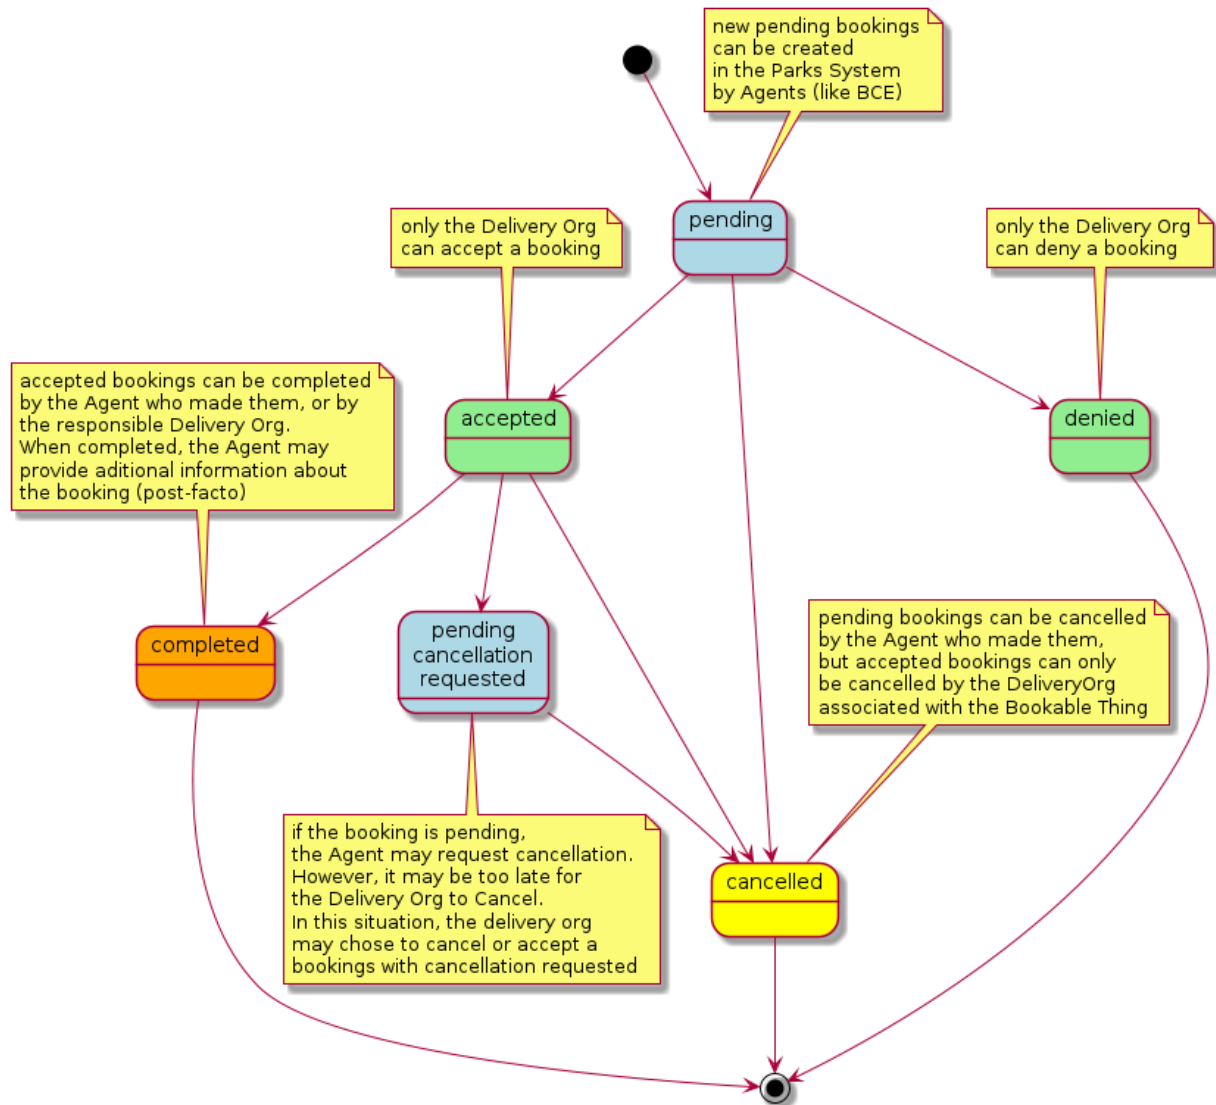 new pending bookings
can be created
in the Parks System
by Agents (like BCE)
pending
only the Delivery Org
can accept a booking
only the Delivery Org
can deny a booking
accepted bookings can be completed
by the Agent who made them, or by
the responsible Delivery Org.
When completed, the Agent may
provide aditional information about
the booking (post-facto)
accepted
denied
completed
pending
cancellation
requested
pending bookings can be cancelled
by the Agent who made them,
but accepted bookings can only
be cancelled by the DeliveryOrg
associated with the Bookable Thing
if the booking is pending,
the Agent may request cancellation.
However, it may be too late for
the Delivery Org to Cancel.
In this situation, the delivery org
may chose to cancel or accept a
bookings with cancellation requested
cancelled